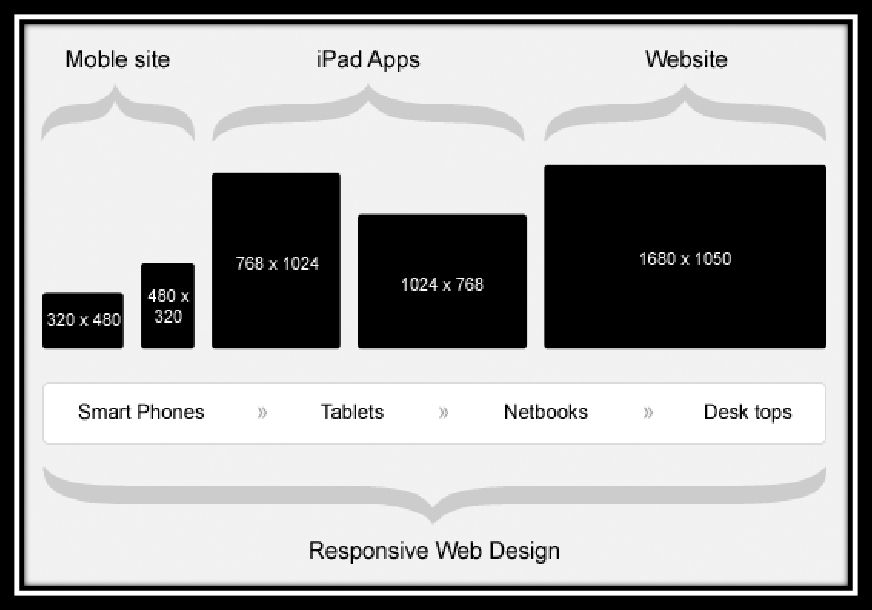 Moble site
iPad Apps
Website
320 x 480
480 x
320
768 x 1024
1024 x 768
1680 x 1050
Smart Phones » Tablets » Netbooks » Desk tops
Responsive Web Design